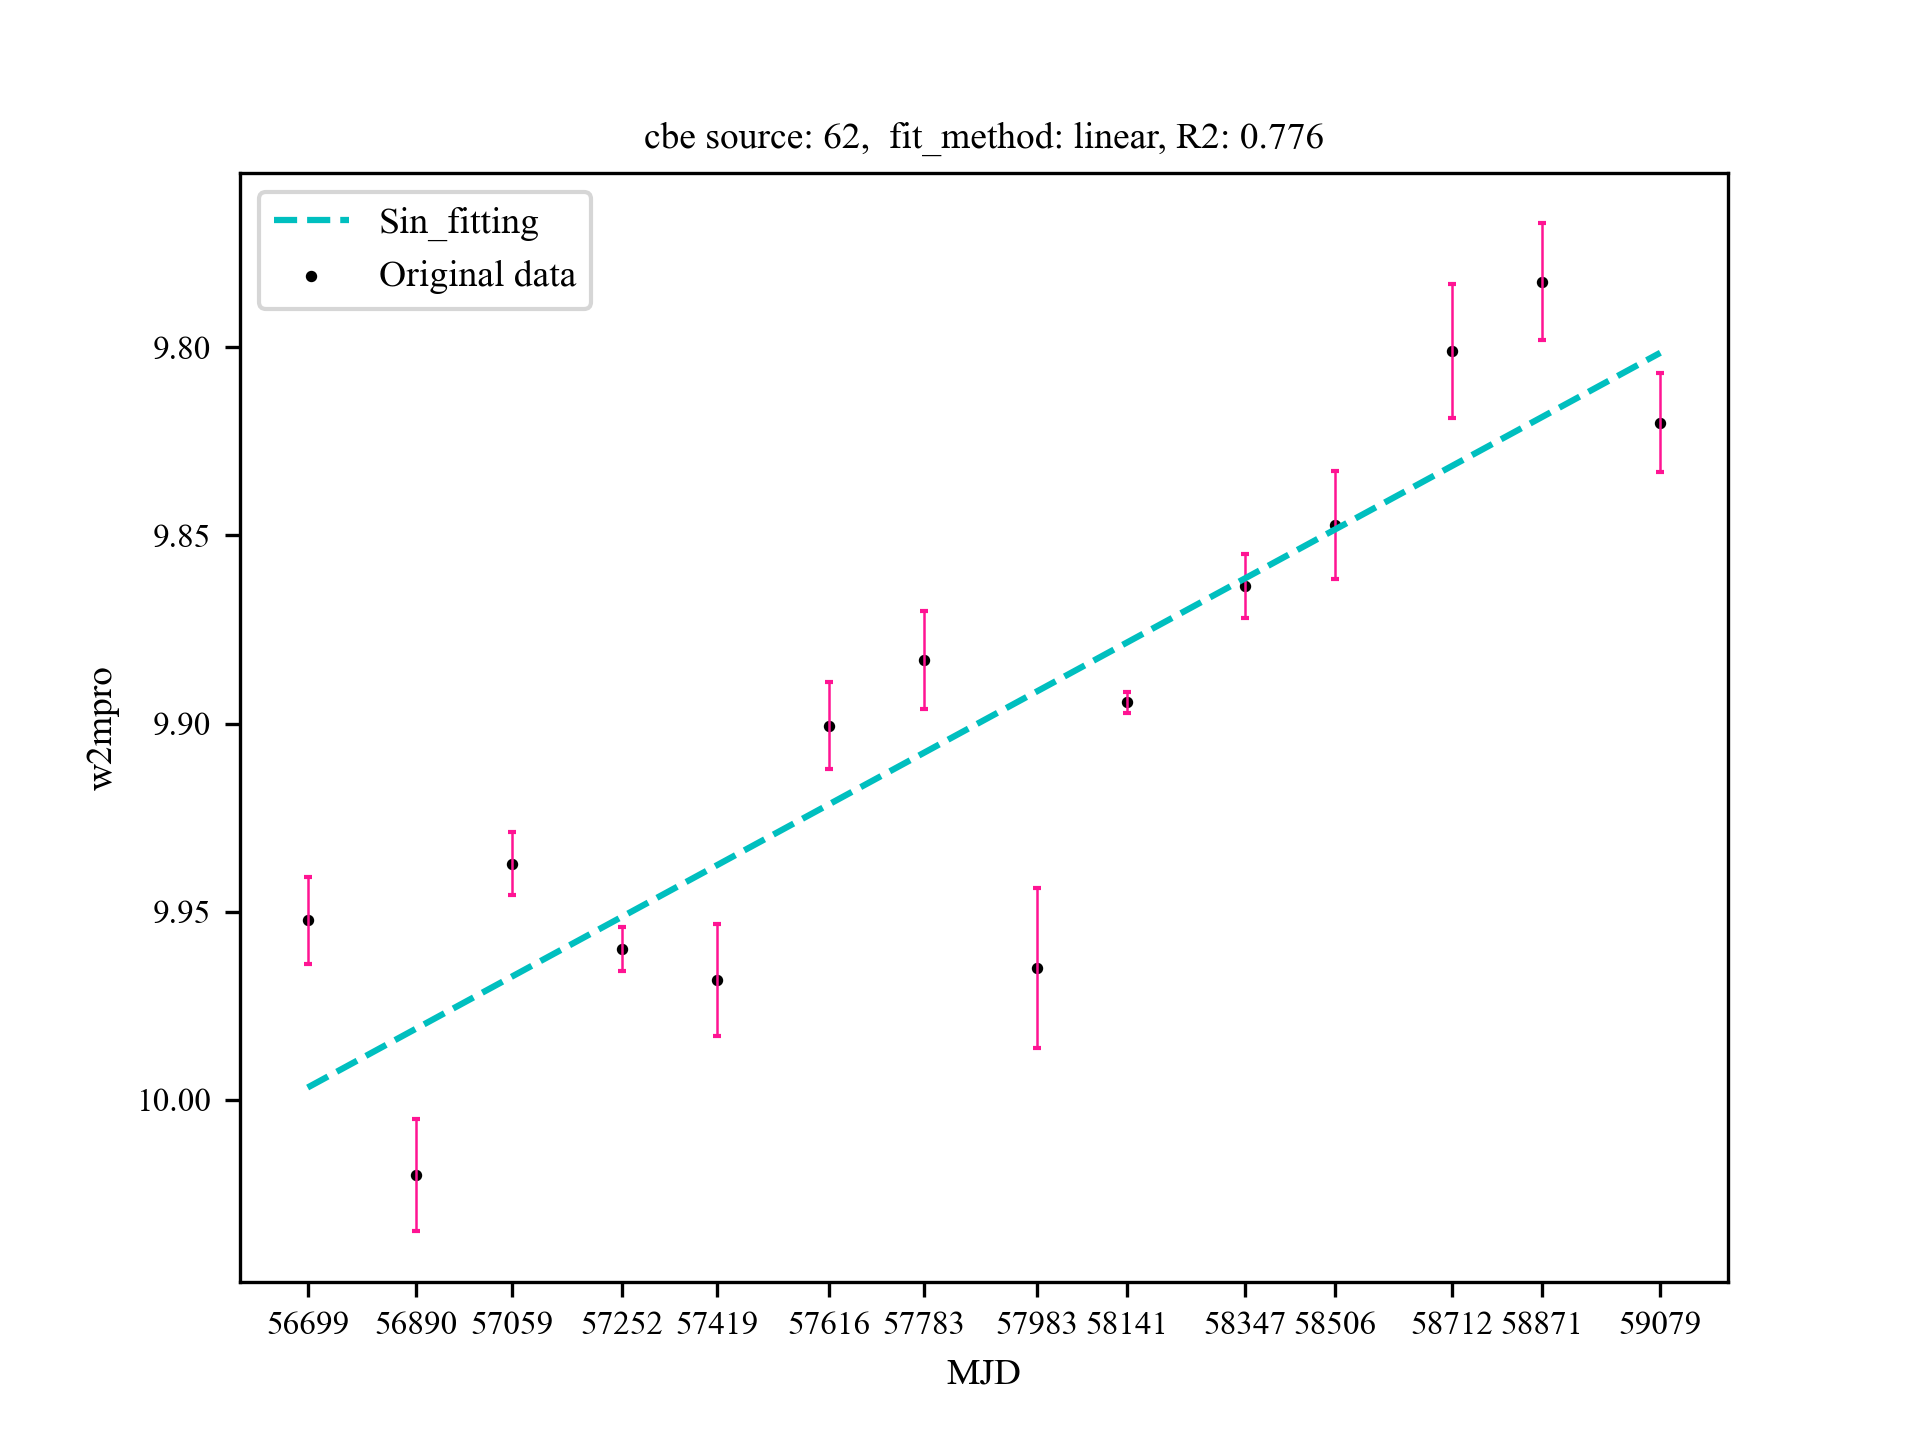 cbe source: 62,  fit_method: linear, R2: 0.776
Sin_fitting
Original data
9.80
9.85
9.90
9.95
10.00
w2mpro
56699 56890 57059 57252 57419 57616 57783 57983 58141 58347 58506 58712 58871 59079
MJD